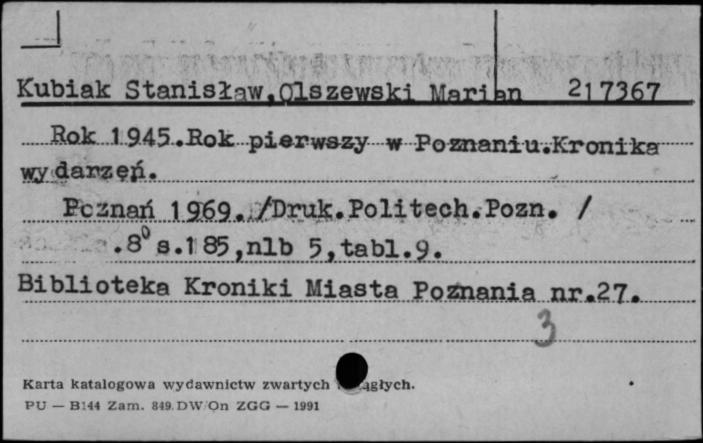 Kubiak Stanisław,Olszewski Marian 217367
Rok 1945.Rok pierwszy w Poznaniu.Kronika
wydarzeń.
Poznań 1969./Druk.Politech.Pozn. /
.8⁰ s.185,nlb 5,tabl.9.
Biblioteka Kroniki Miasta Poznania nr.27.
3
Karta katalogowa wydawnictw zwartych ciągłych.
PU — B144 Zam. 849.DW/On ZGG — 1991